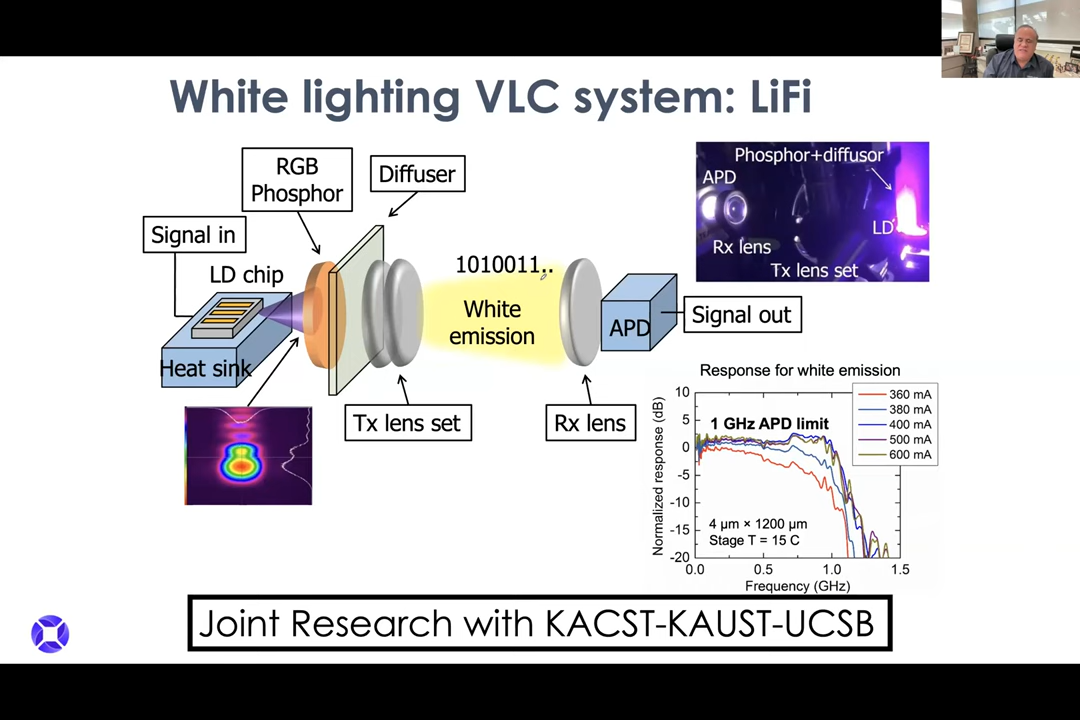 White lighting VLC system: LiFi
RGB
Phosphor
Diffuser
Signal in
LD chip
Heat sink
1010011..
White
emission
APD
Signal out
Tx lens set
Rx lens
Phosphor+diffusor
APD
LD
Rx lens
Tx lens set
Response for white emission
360 mA
380 mA
400 mA
500 mA
600 mA
1 GHz APD limit
4 µm × 1200 µm
Stage T = 15 C
Normalized response (dB)
10
5
0
-5
-10
-15
-20
0.0
0.5
1.0
1.5
Frequency (GHz)
Joint Research with KACST-KAUST-UCSB